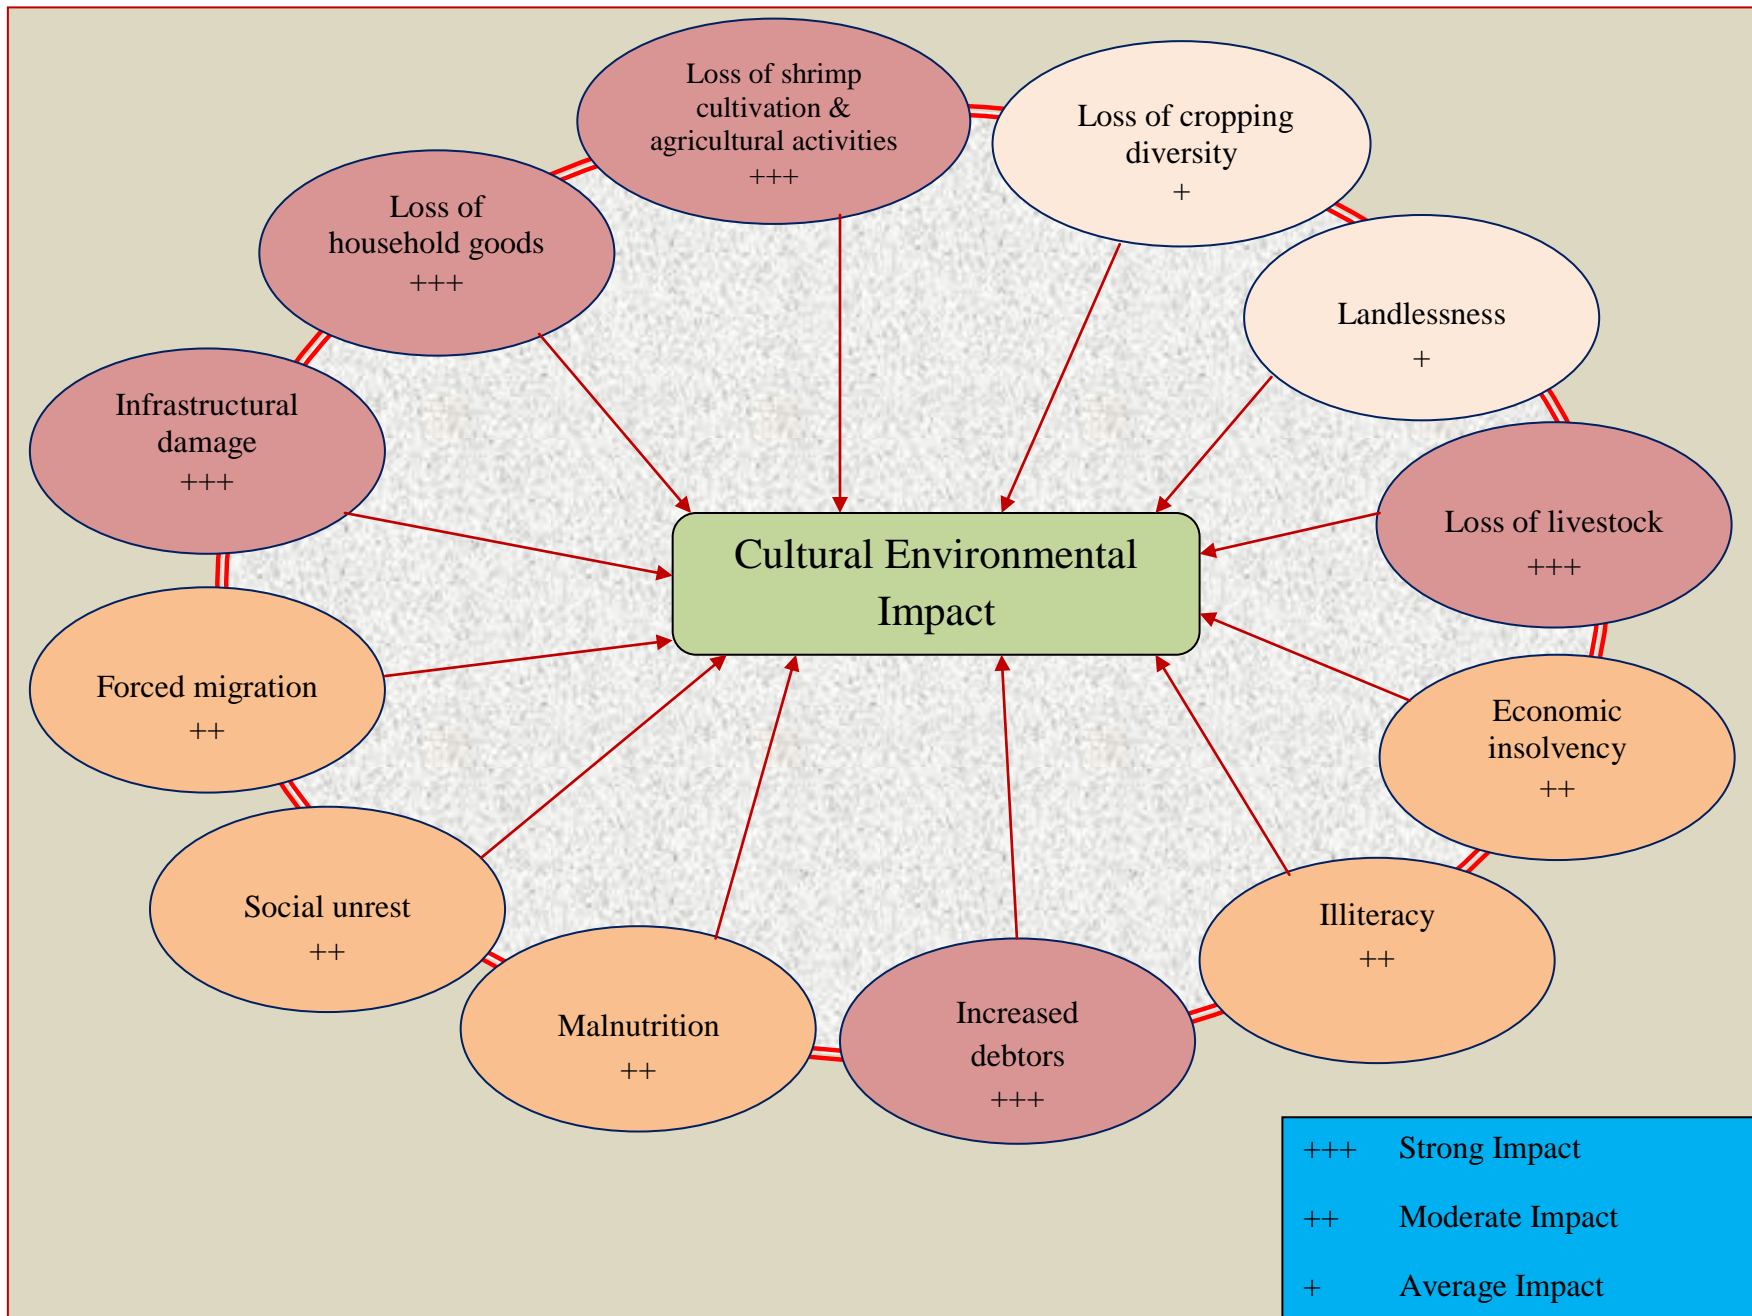 Loss of shrimp
cultivation &
agricultural activities
+++
Loss of cropping
diversity
+
Loss of
household goods
+++
Landlessness
+
Infrastructural
damage
+++
Loss of livestock
+++
Cultural Environmental
Impact
Forced migration
++
Economic
insolvency
++
Social unrest
++
Illiteracy
++
Malnutrition
++
Increased
debtors
+++
+++ Strong Impact
++ Moderate Impact
+ Average Impact